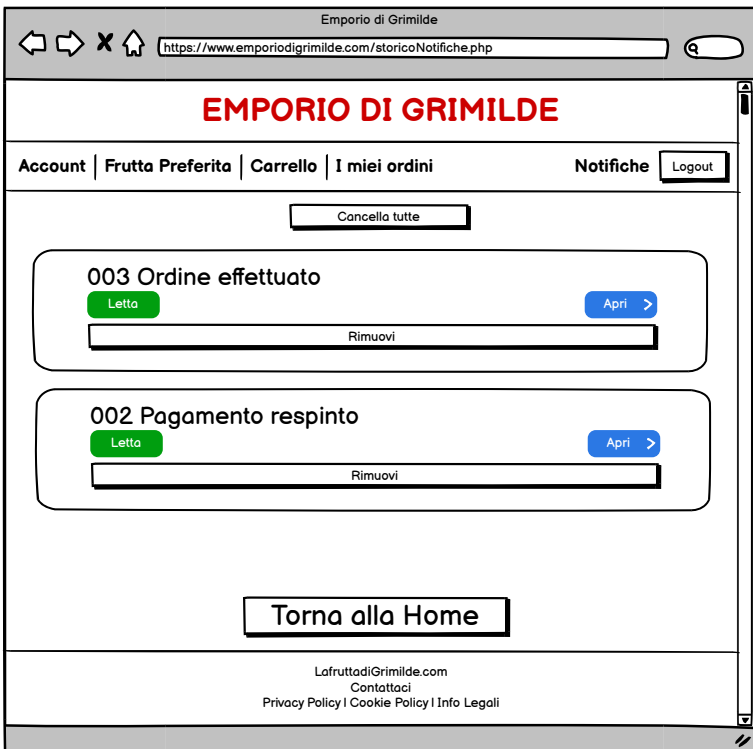 Emporio di Grimilde
https://www.emporiodigrimilde.com/storicoNotifiche.php
EMPORIO DI GRIMILDE
Account | Frutta Preferita | Carrello | I miei ordini Notifiche Logout
Cancella tutte
003 Ordine effettuato
Letta Apri >
Rimuovi
002 Pagamento respinto
Letta Apri >
Rimuovi
Torna alla Home
LafruttadiGrimilde.com
Contattaci
Privacy Policy | Cookie Policy | Info Legali